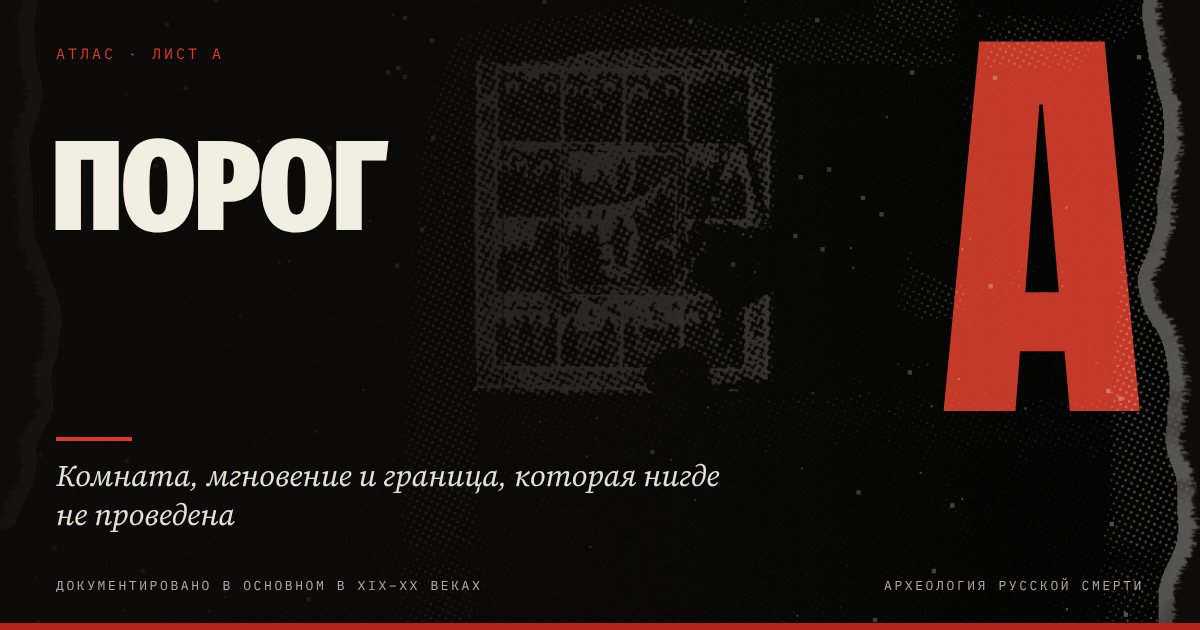 АТЛАС · ЛИСТ А
ПОРОГ
А
Комната, мгновение и граница, которая нигде
не проведена
ДОКУМЕНТИРОВАНО В ОСНОВНОМ В XIX–XX ВЕКАХ
АРХЕОЛОГИЯ РУССКОЙ СМЕРТИ